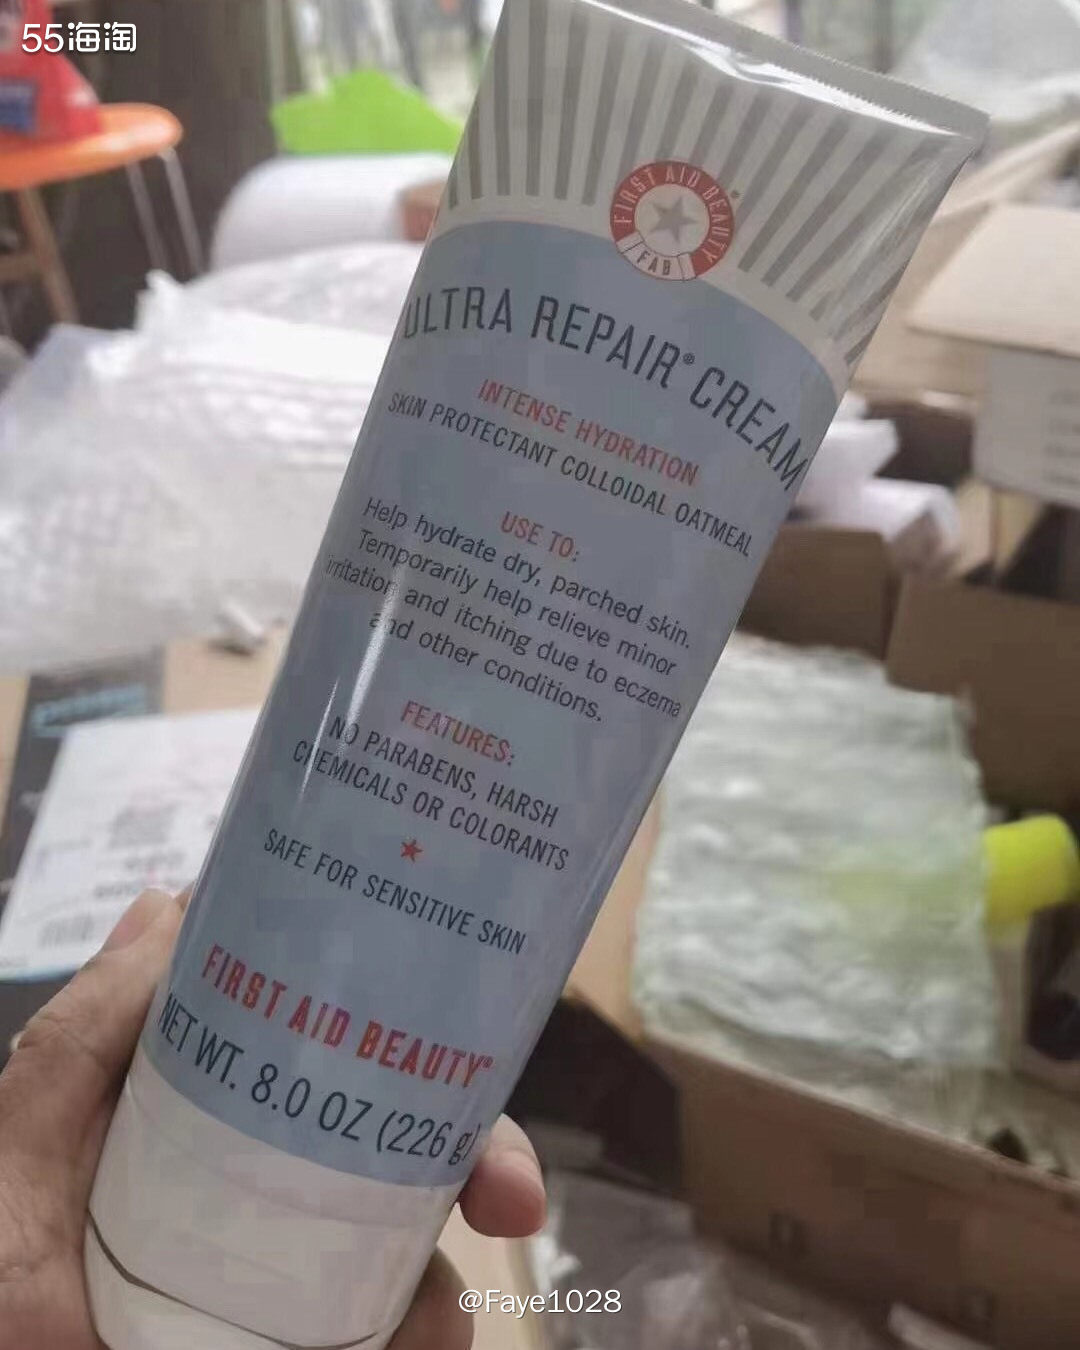 55海淘
FIRST AID BEAUTY
FAB
ULTRA REPAIR® CREAM
INTENSE HYDRATION
SKIN PROTECTANT COLLOIDAL OATMEAL
USE TO:
Help hydrate dry, parched skin.
Temporarily help relieve minor
irritation and itching due to eczema
and other conditions.
FEATURES:
NO PARABENS, HARSH
CHEMICALS OR COLORANTS
SAFE FOR SENSITIVE SKIN
FIRST AID BEAUTY®
NET WT. 8.0 OZ (226 g)
@Faye1028